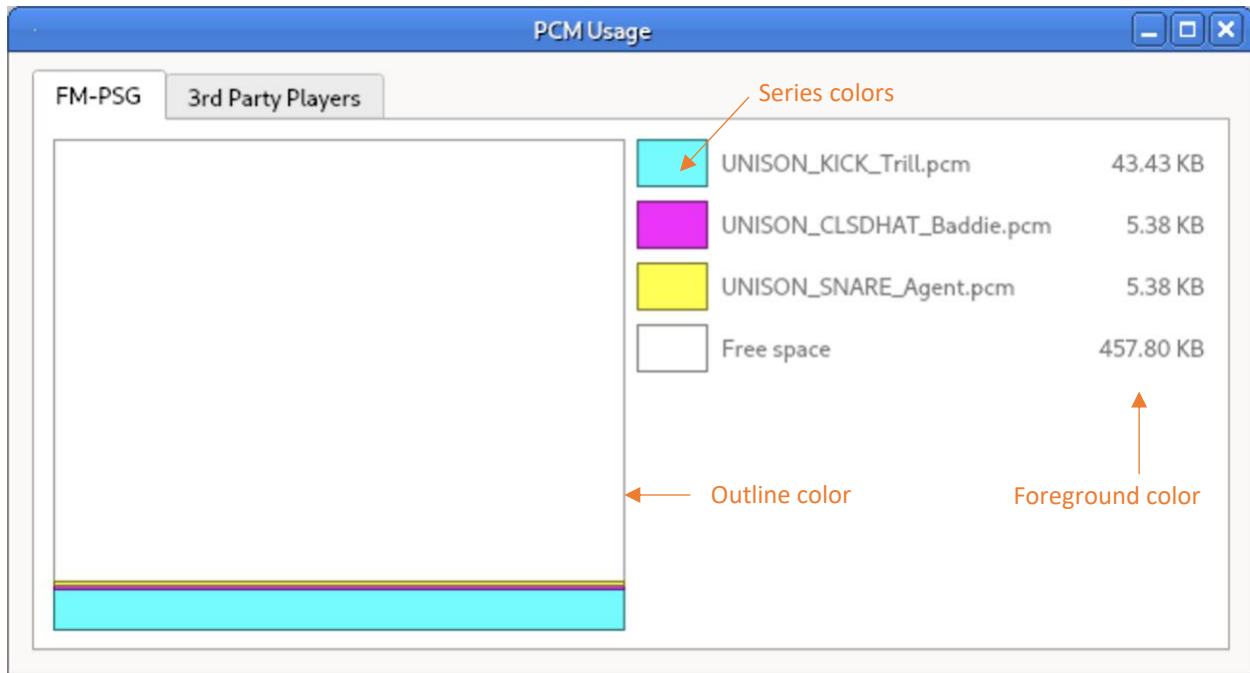 PCM Usage
FM-PSG 3rd Party Players
Series colors
UNISON_KICK_Trill.pcm 43.43 KB
UNISON_CLSDHAT_Baddie.pcm 5.38 KB
UNISON_SNARE_Agent.pcm 5.38 KB
Free space 457.80 KB
Outline color Foreground color